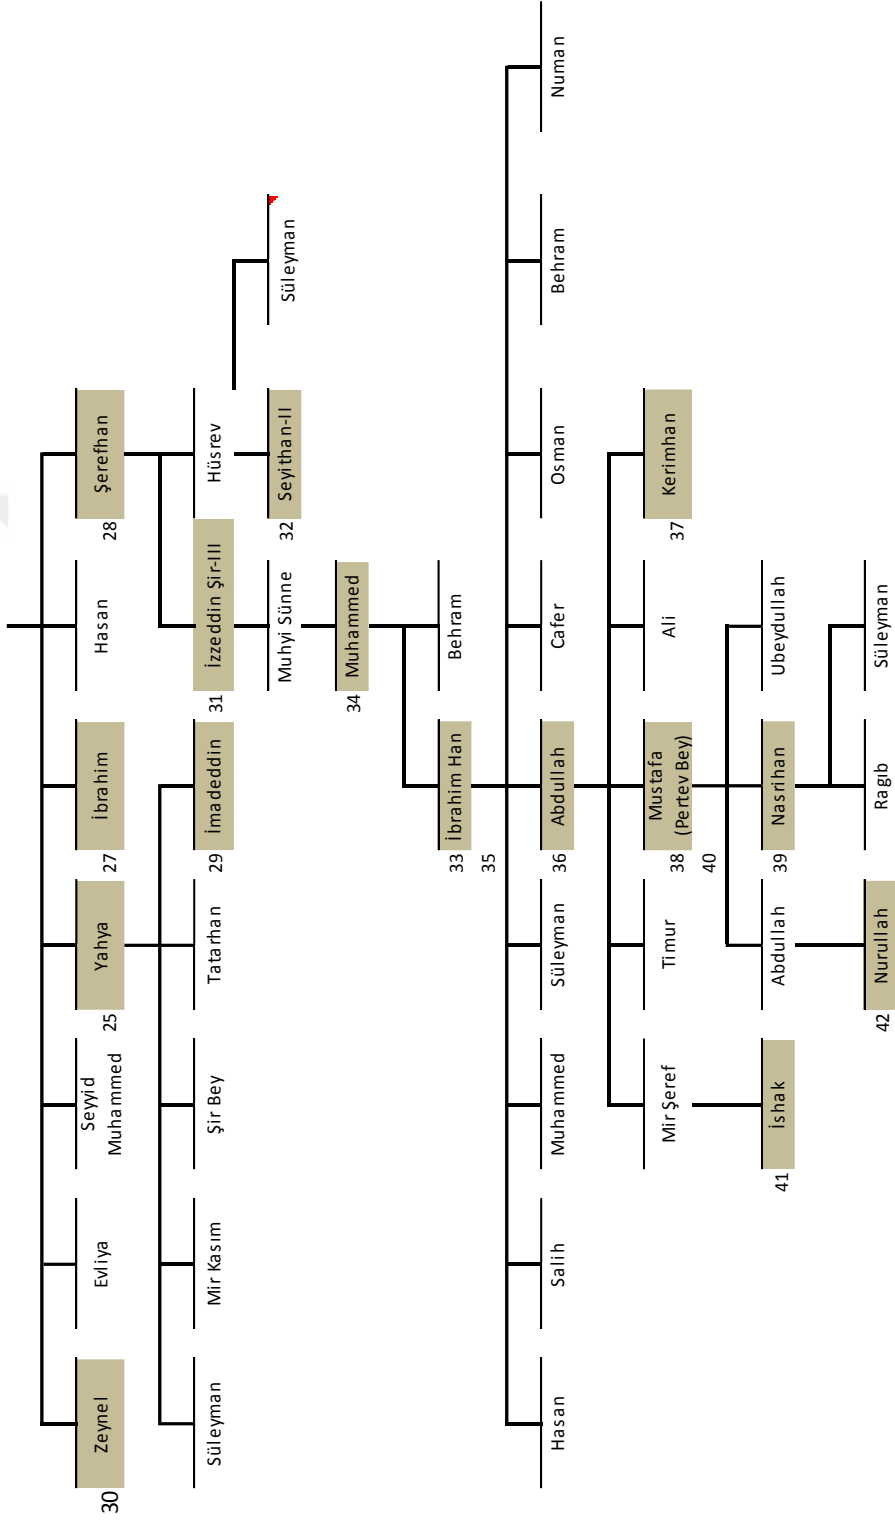 30
Zeynel
Evliya
Seyyid
Muhammed
25
Yahya
27
İbrahim
Hasan
28
Şerefhan
Süleyman
Mir Kasım
Şir Bey
Tatarhan
29
İmadeddin
31
İzzeddin Şir-III
Hüsrev
Muhyi Sünne
32
Seyithan-II
Süleyman
34
Muhammed
33
35
İbrahim Han
Behram
Hasan
Salih
Muhammed
Süleyman
36
Abdullah
Cafer
Osman
Behram
Numan
Mir Şeref
Timur
38
40
Mustafa
(Pertev Bey)
Ali
37
Kerimhan
41
İshak
Abdullah
39
Nasrihan
Ubeydullah
42
Nurullah
Ragıb
Süleyman